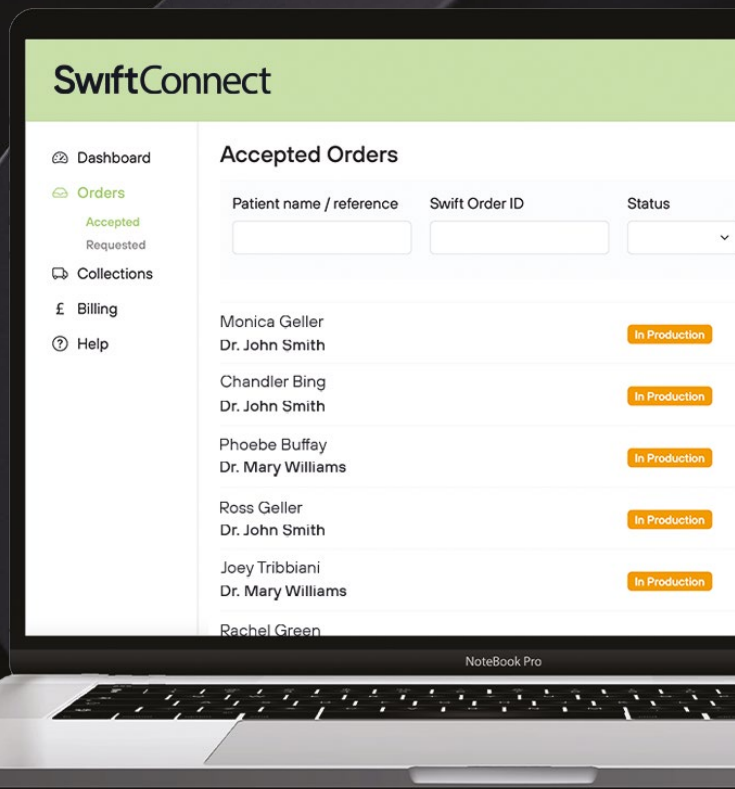 SwiftConnect
Dashboard
Orders
Accepted
Requested
Collections
£ Billing
Help
Accepted Orders
Patient name / reference Swift Order ID Status
Monica Geller
Dr. John Smith
In Production
Chandler Bing
Dr. John Smith
In Production
Phoebe Buffay
Dr. Mary Williams
In Production
Ross Geller
Dr. John Smith
In Production
Joey Tribbiani
Dr. Mary Williams
In Production
Rachel Green
NoteBook Pro